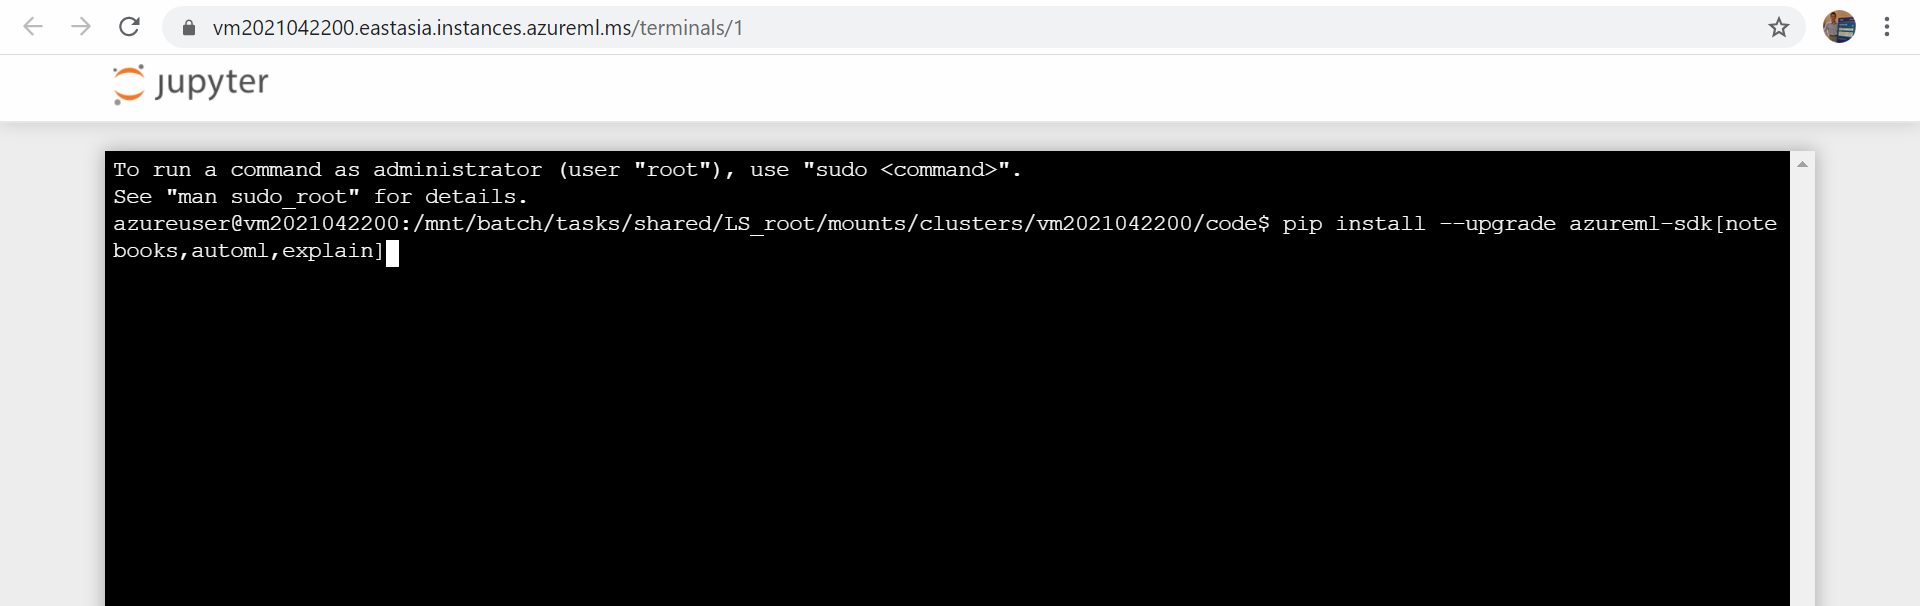 vm2021042200.eastasia.instances.azureml.ms/terminals/1
jupyter
To run a command as administrator (user "root"), use "sudo <command>".
See "man sudo_root" for details.
azureuser@vm2021042200:/mnt/batch/tasks/shared/LS_root/mounts/clusters/vm2021042200/code$ pip install --upgrade azureml-sdk[note
books,automl,explain]